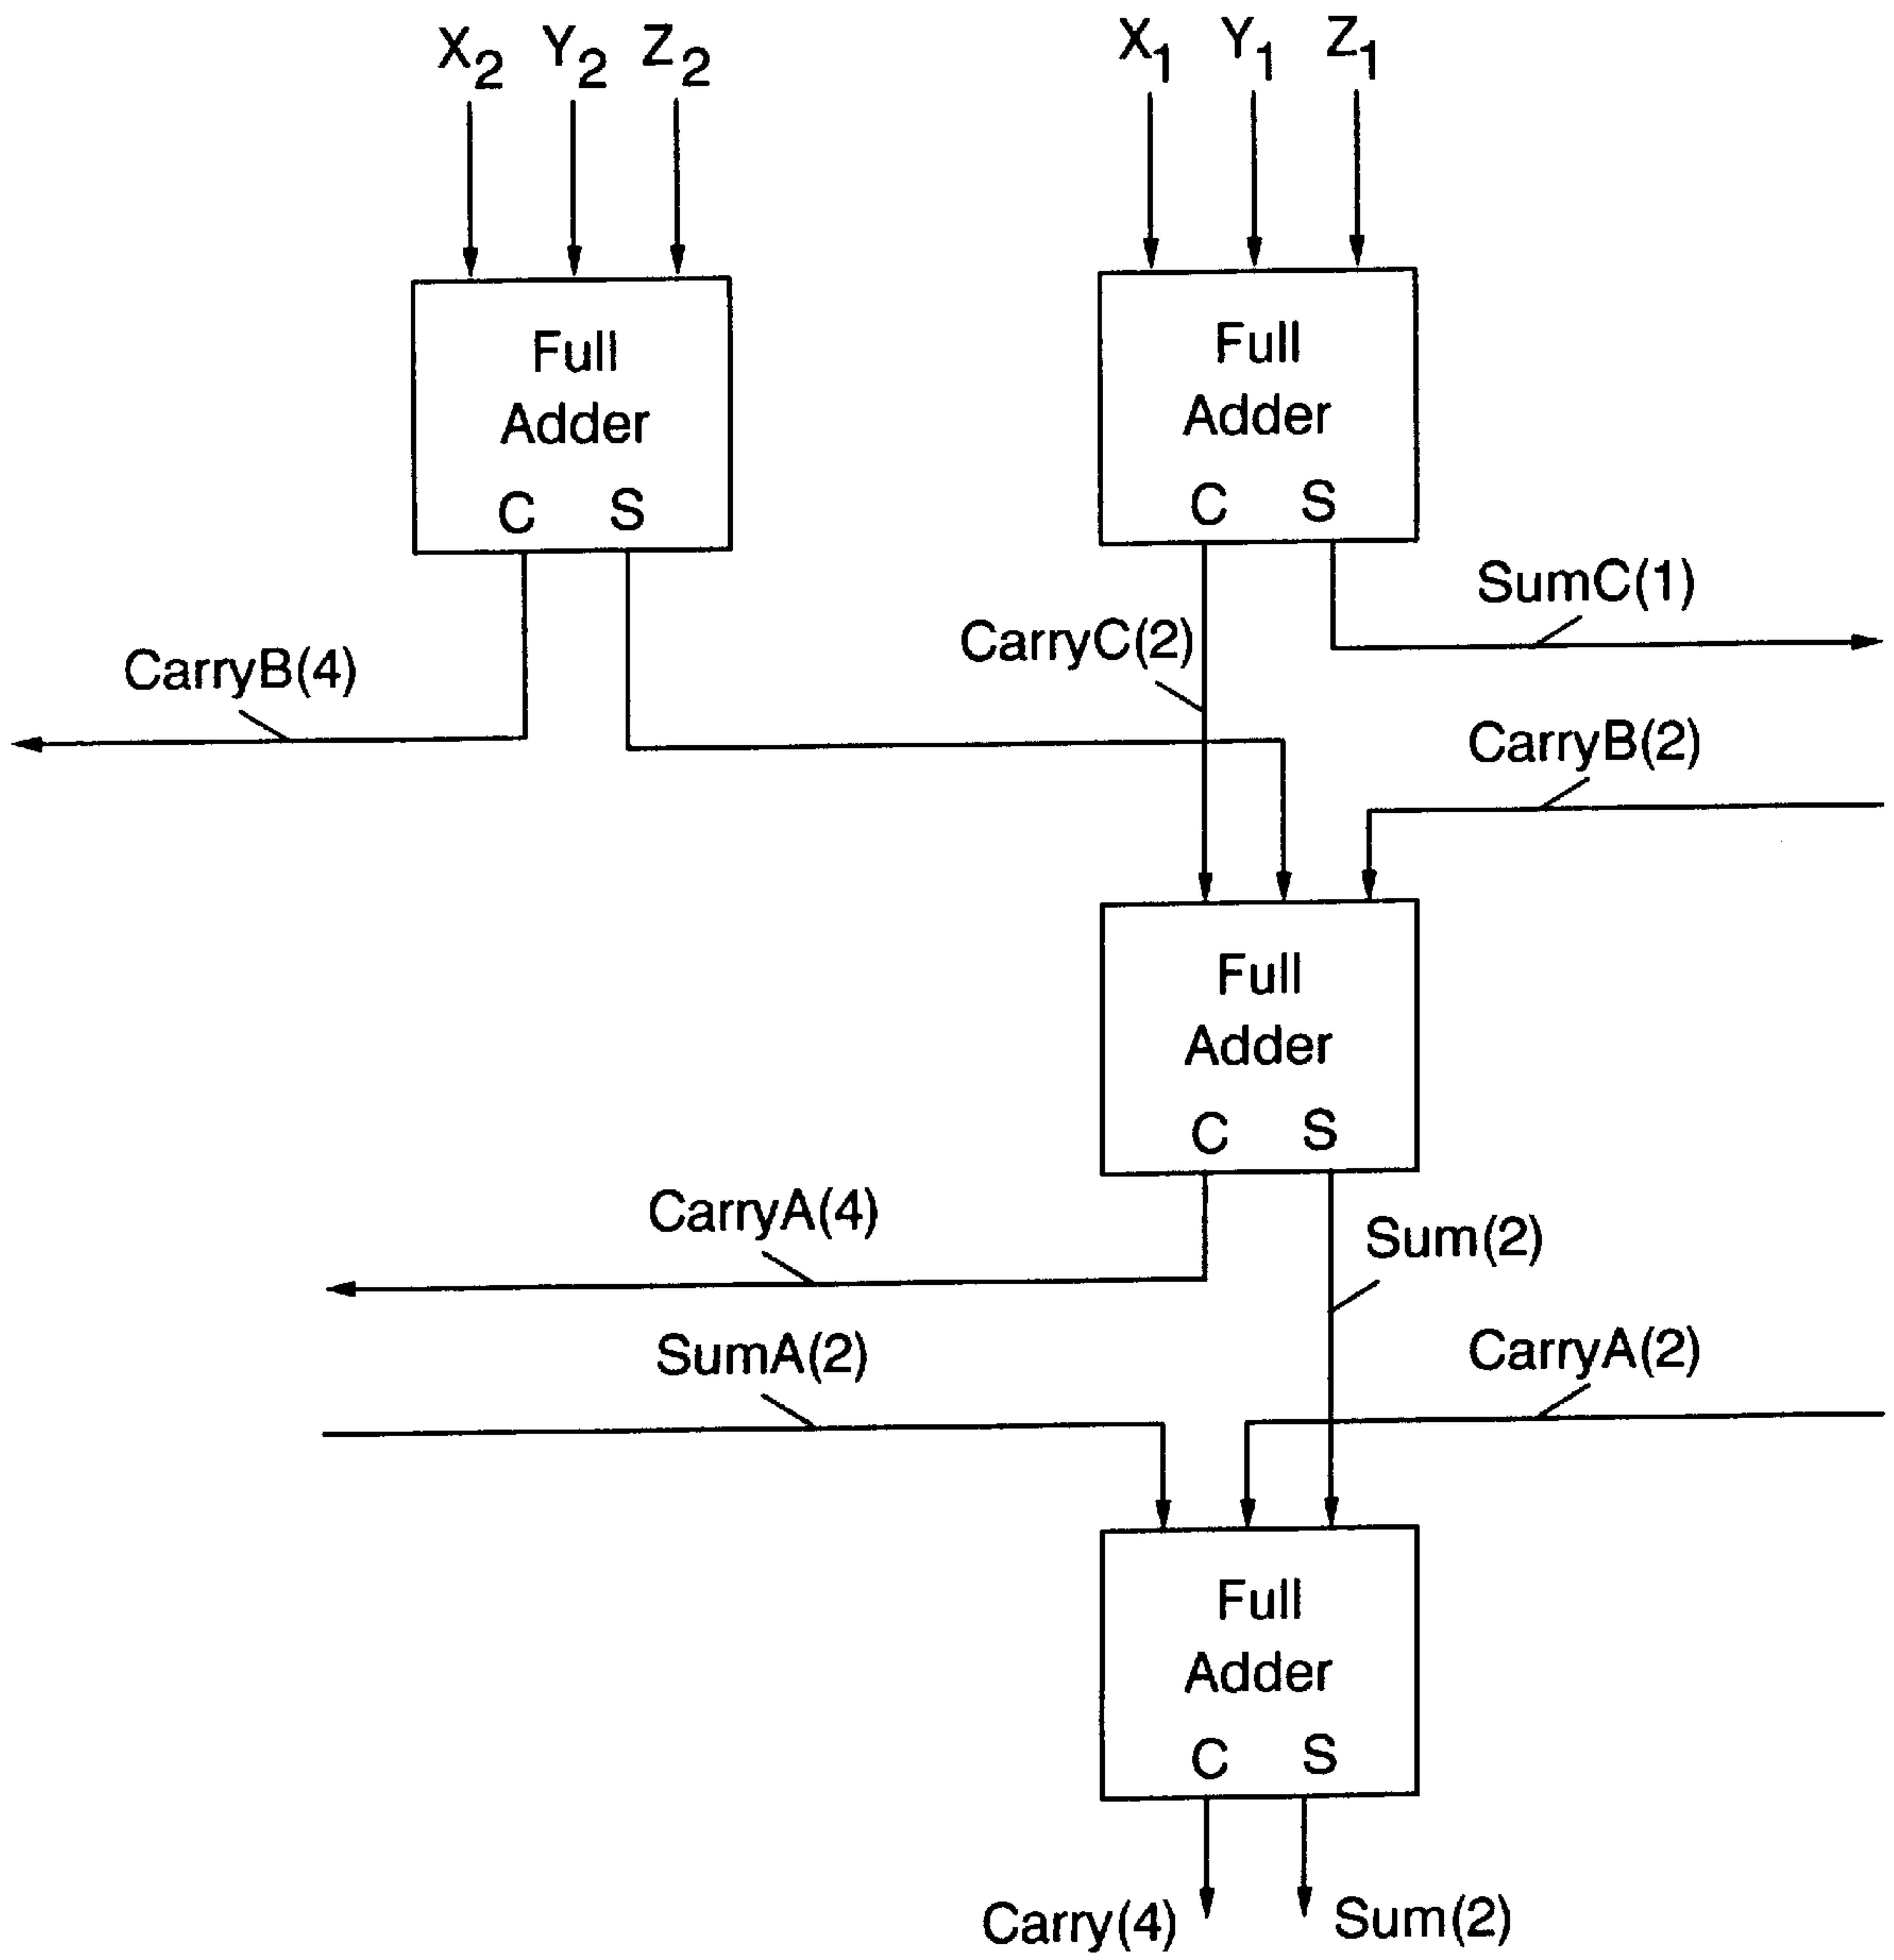 X2 Y2 Z2
X1 Y1 Z1
Full
Adder
C S
Full
Adder
C S
SumC(1)
CarryC(2)
CarryB(4)
CarryB(2)
Full
Adder
C S
CarryA(4)
Sum(2)
SumA(2)
CarryA(2)
Full
Adder
C S
Carry(4)
Sum(2)